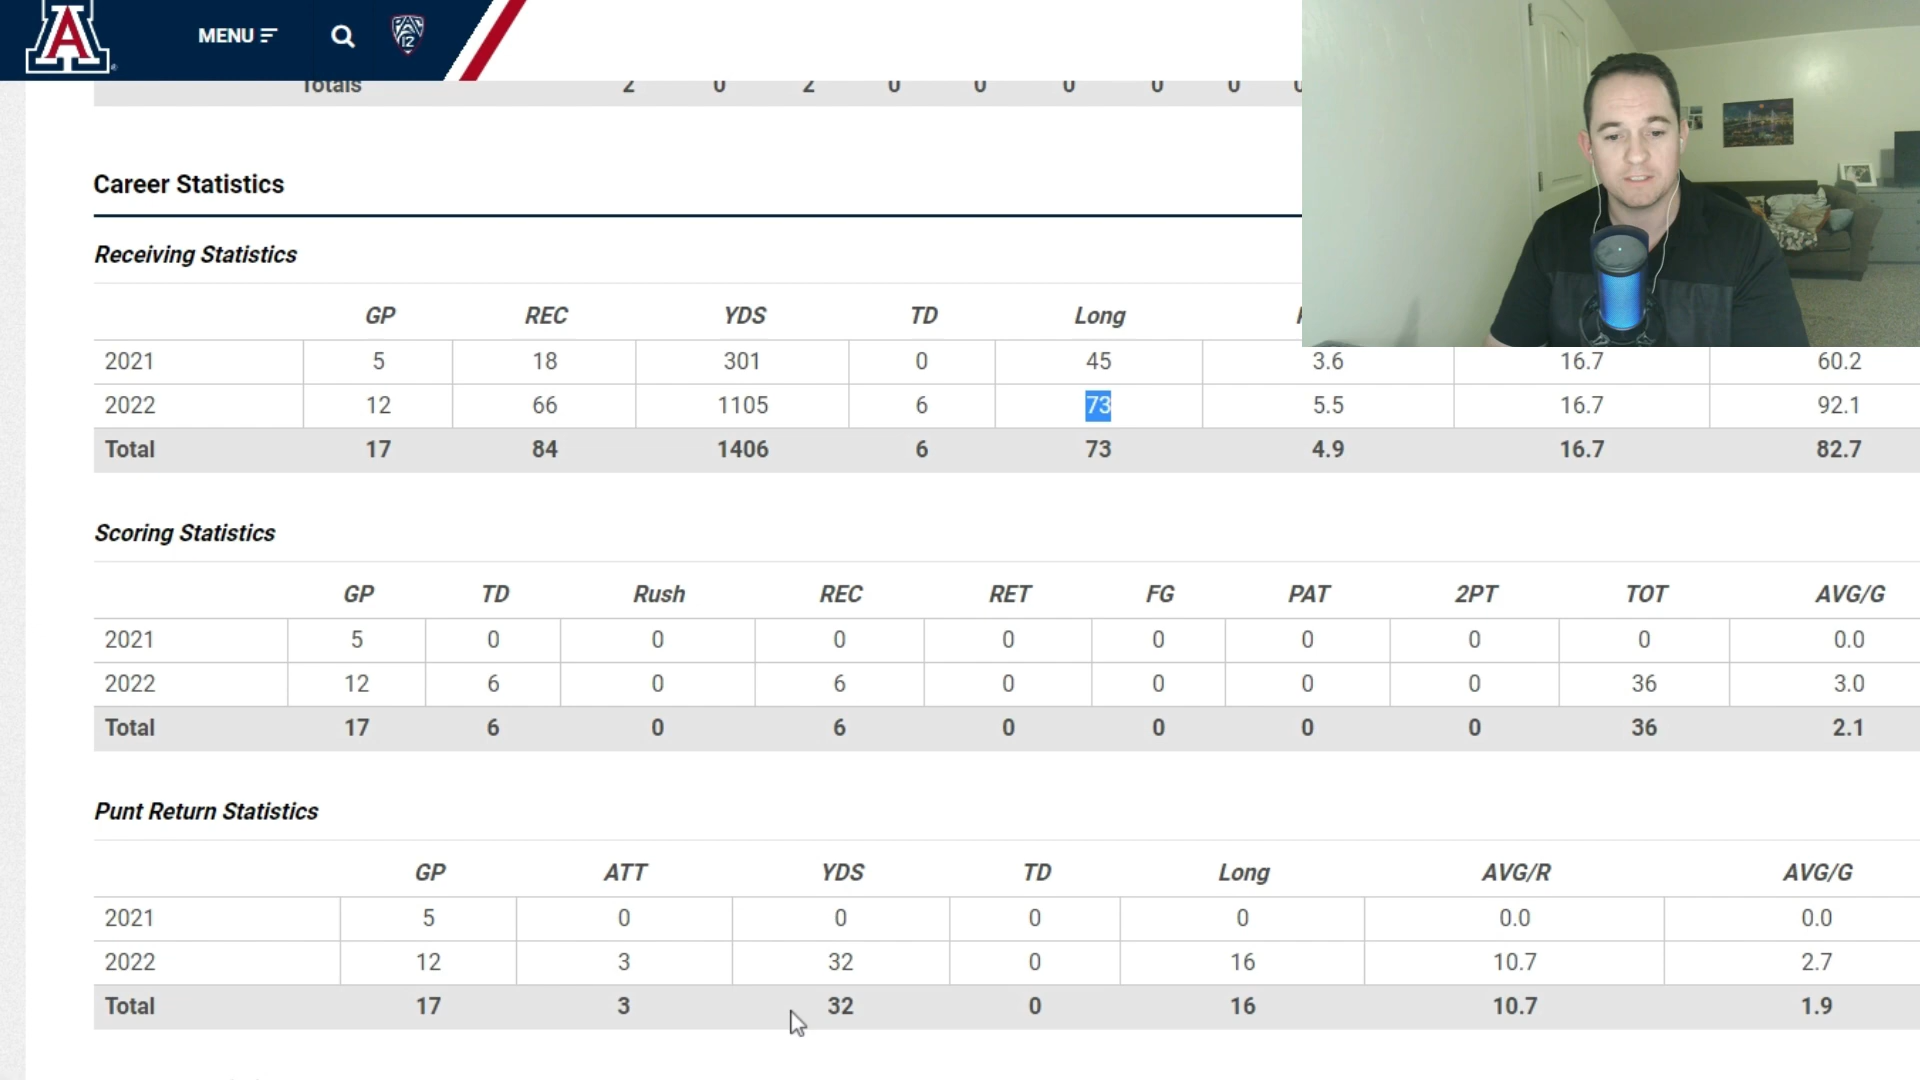 A
MENU
12
Totals 2 0 2 0 0 0 0 0
Career Statistics
Receiving Statistics
GP REC YDS TD Long
2021 5 18 301 0 45 3.6 16.7 60.2
2022 12 66 1105 6 73 5.5 16.7 92.1
Total 17 84 1406 6 73 4.9 16.7 82.7
Scoring Statistics
GP TD Rush REC RET FG PAT 2PT TOT AVG/G
2021 5 0 0 0 0 0 0 0 0 0.0
2022 12 6 0 6 0 0 0 0 36 3.0
Total 17 6 0 6 0 0 0 0 36 2.1
Punt Return Statistics
GP ATT YDS TD Long AVG/R AVG/G
2021 5 0 0 0 0 0.0 0.0
2022 12 3 32 0 16 10.7 2.7
Total 17 3 32 0 16 10.7 1.9